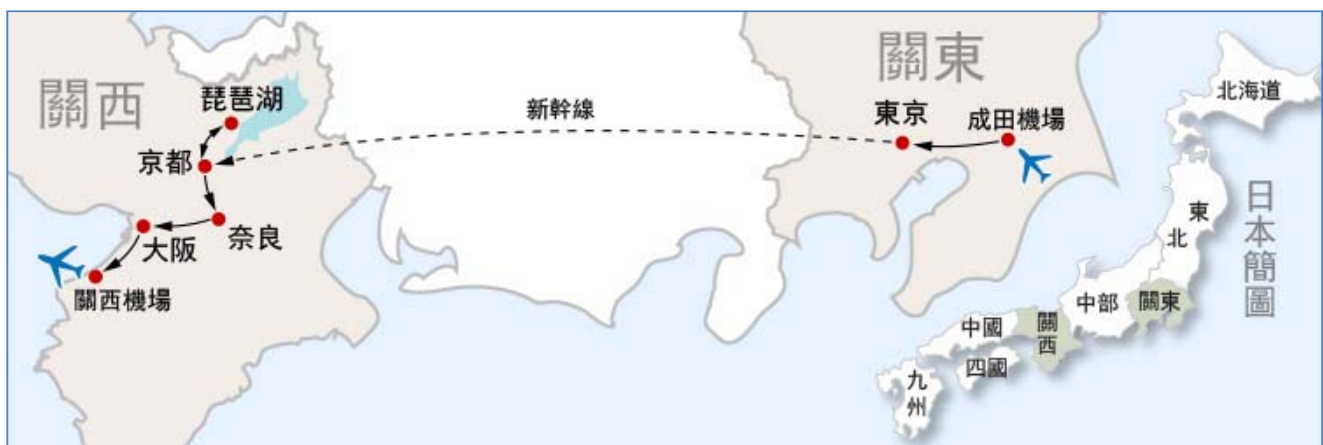 關西
琵琶湖
京都
奈良
大阪
關西機場
新幹線
關東
東京
成田機場
日本簡圖
北海道
東北
關東
中部
關西
中國
四國
九州